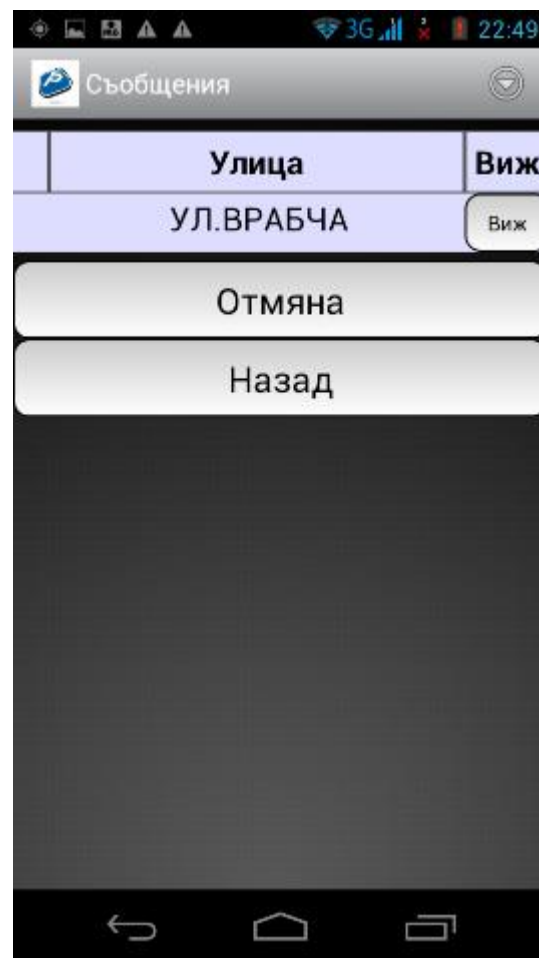 3G 22:49
Съобщения
Улица Виж
УЛ.ВРАБЧА Виж
Отмяна
Назад